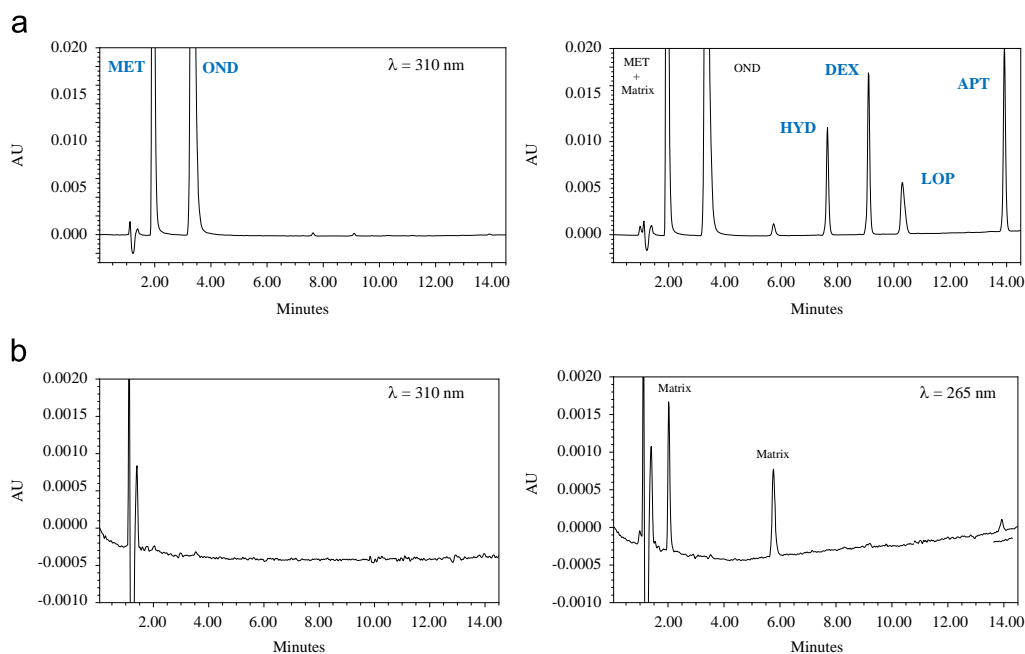 a
0.020
0.015
0.010
0.005
0.000
AU
MET
OND
λ = 310 nm
2.00 4.00 6.00 8.00 10.00 12.00 14.00
Minutes
0.020
0.015
0.010
0.005
0.000
AU
MET
+
Matrix
OND
HYD
DEX
LOP
APT
2.00 4.00 6.00 8.00 10.00 12.00 14.00
Minutes
b
0.0020
0.0015
0.0010
0.0005
0.0000
-0.0005
-0.0010
AU
λ = 310 nm
2.00 4.00 6.00 8.00 10.00 12.00 14.00
Minutes
0.0020
0.0015
0.0010
0.0005
0.0000
-0.0005
-0.0010
AU
Matrix
Matrix
λ = 265 nm
2.00 4.00 6.00 8.00 10.00 12.00 14.00
Minutes